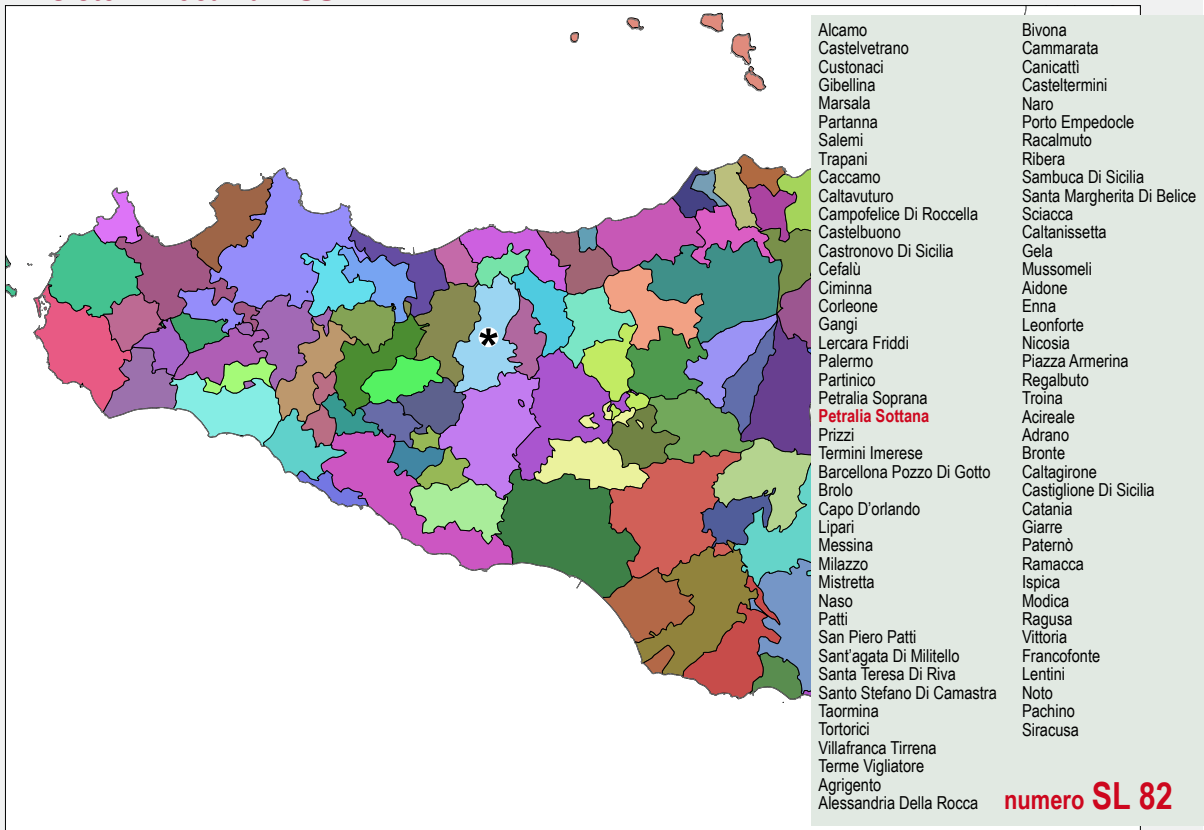 Alcamo
Castelvetrano
Custonaci
Gibellina
Marsala
Partanna
Salemi
Trapani
Caccamo
Caltavuturo
Campofelice Di Roccella
Castelbuono
Castronovo Di Sicilia
Cefalù
Ciminna
Corleone
Gangi
Lercara Friddi
Palermo
Partinico
Petralia Soprana
Petralia Sottana
Prizzi
Termini Imerese
Barcellona Pozzo Di Gotto
Brolo
Capo D'orlando
Lipari
Messina
Milazzo
Mistretta
Naso
Patti
San Piero Patti
Sant'agata Di Militello
Santa Teresa Di Riva
Santo Stefano Di Camastra
Taormina
Tortorici
Villafranca Tirrena
Terme Vigliatore
Agrigento
Alessandria Della Rocca
Bivona
Cammarata
Canicattì
Casteltermini
Naro
Porto Empedocle
Racalmuto
Ribera
Sambuca Di Sicilia
Santa Margherita Di Belice
Sciacca
Caltanissetta
Gela
Mussomeli
Aidone
Enna
Leonforte
Nicosia
Piazza Armerina
Regalbuto
Troina
Acireale
Adrano
Bronte
Caltagirone
Castiglione Di Sicilia
Catania
Giarre
Paternò
Ramacca
Ispica
Modica
Ragusa
Vittoria
Francofonte
Lentini
Noto
Pachino
Siracusa
numero SL 82